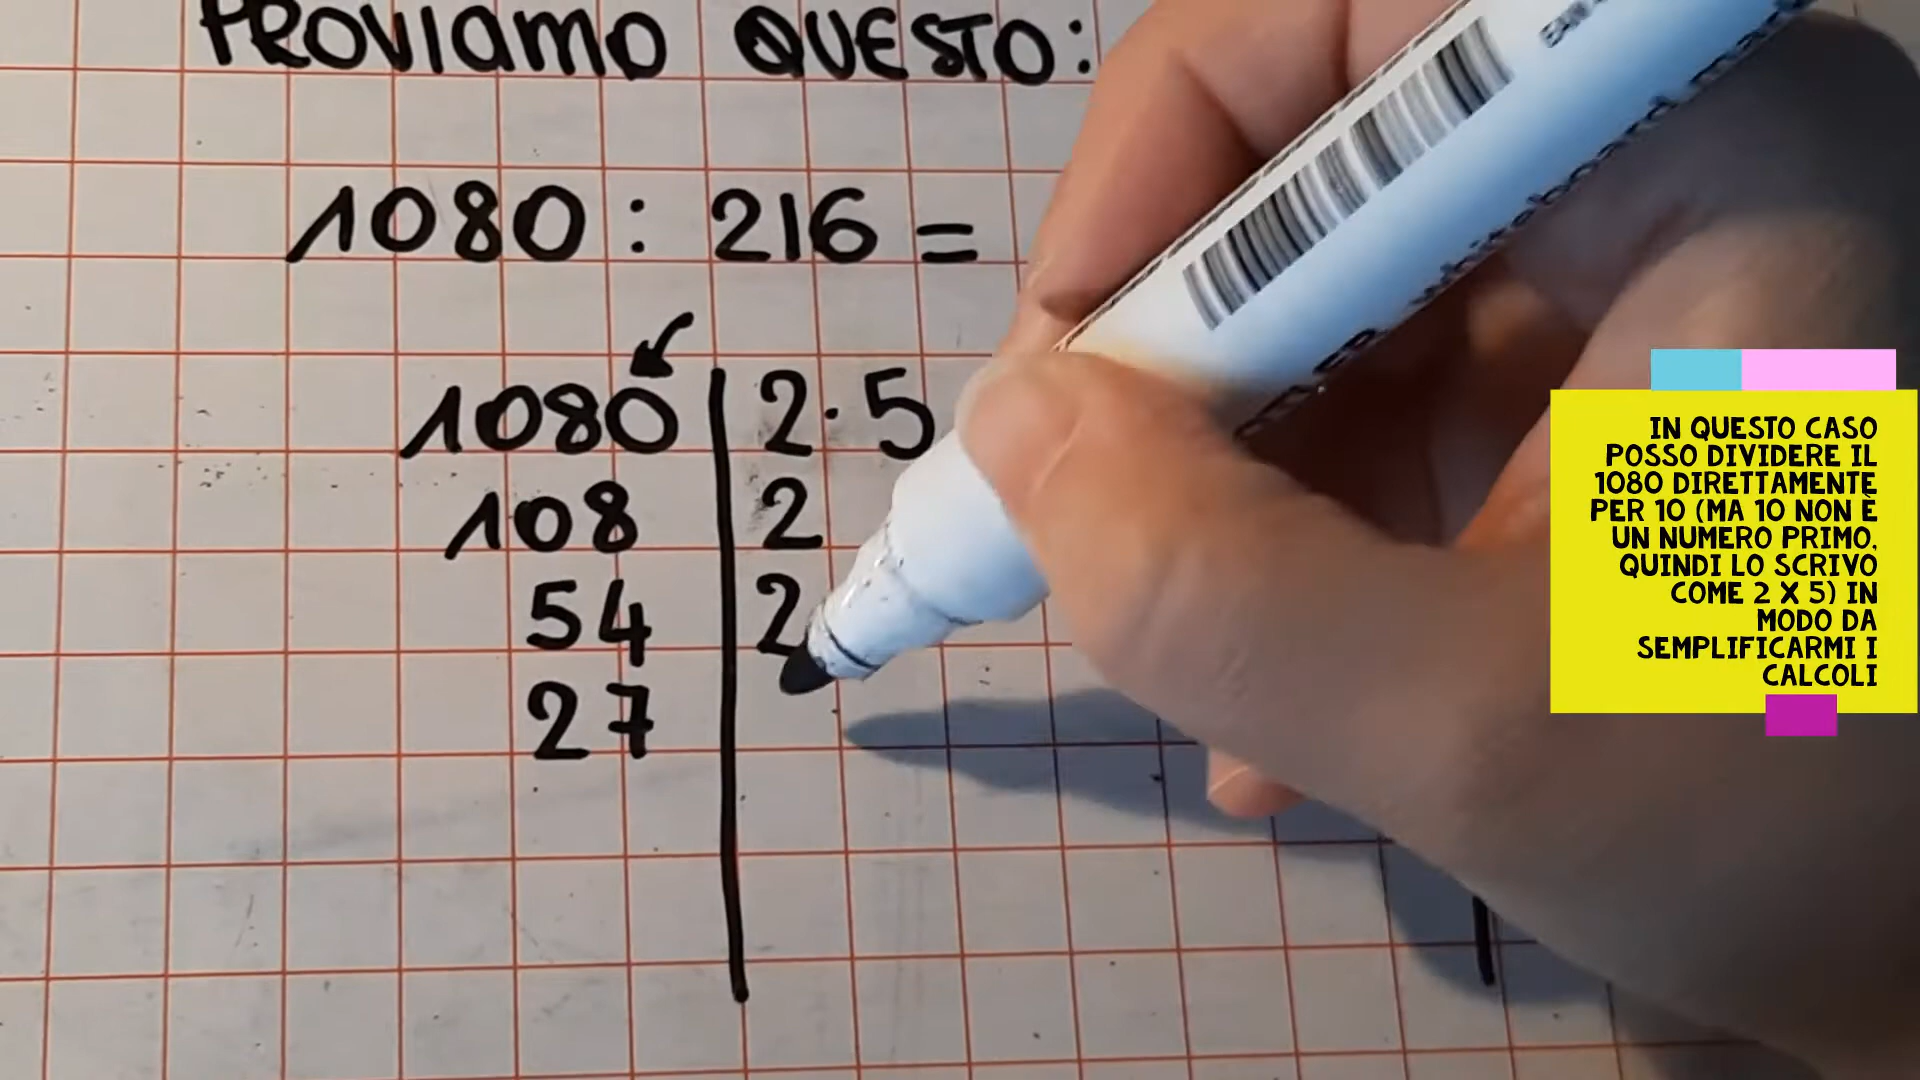 PROVIAMO QUESTO:
1080 : 216 =
1080 | 2·5
108 | 2
54 | 2
27
IN QUESTO CASO
POSSO DIVIDERE IL
1080 DIRETTAMENTE
PER 10 (MA 10 NON È
UN NUMERO PRIMO,
QUINDI LO SCRIVO
COME 2 X 5) IN
MODO DA
SEMPLIFICARMI I
CALCOLI